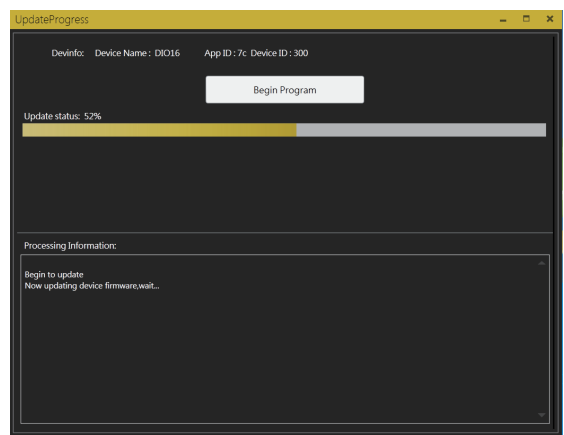 UpdateProgress
Devinfo: Device Name : DIO16 App ID : 7c Device ID : 300
Begin Program
Update status: 52%
Processing Information:
Begin to update
Now updating device firmware,wait...